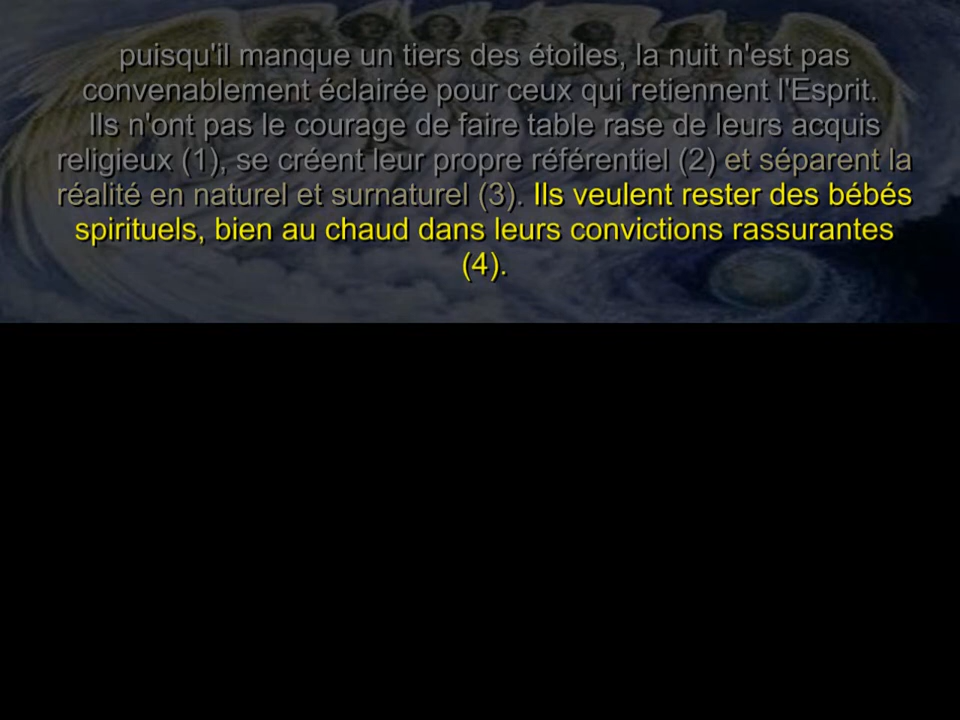 puisqu'il manque un tiers des étoiles, la nuit n'est pas
convenablement éclairée pour ceux qui retiennent l'Esprit.
Ils n'ont pas le courage de faire table rase de leurs acquis
religieux (1), se créent leur propre référentiel (2) et séparent la
réalité en naturel et surnaturel (3). Ils veulent rester des bébés
spirituels, bien au chaud dans leurs convictions rassurantes
(4).